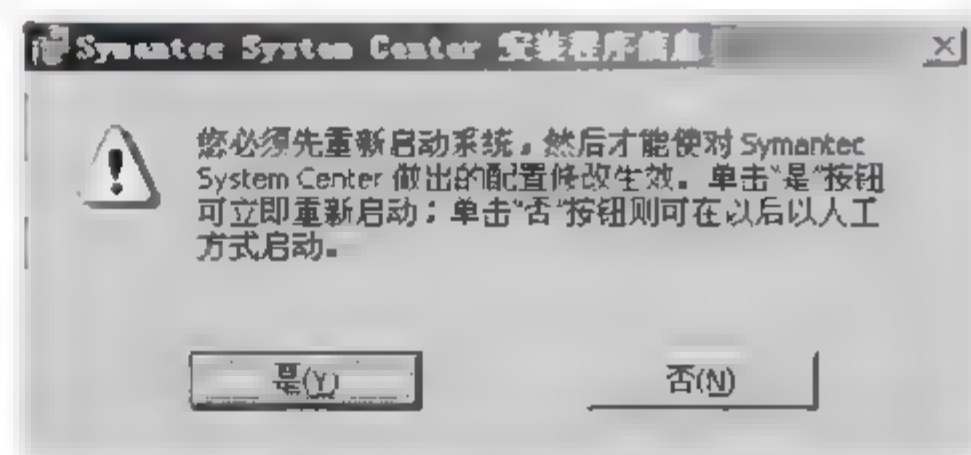 Symantec System Center 安装程序信息
您必须先重新启动系统，然后才能使对 Symantec
System Center 做出的配置修改生效。单击"是"按钮
可立即重新启动；单击"否"按钮则可在以后以人工
方式启动。
是(Y)
否(N)